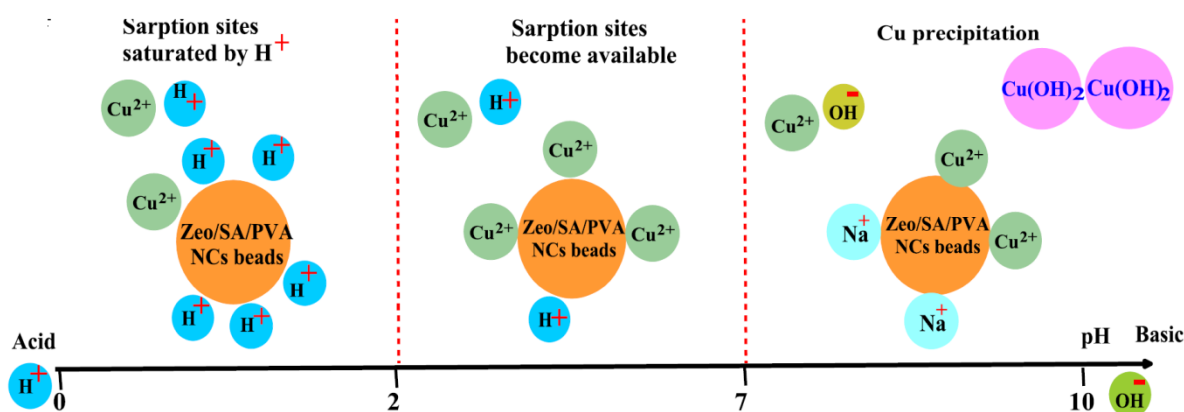 Sarption sites
saturated by H+
Sarption sites
become available
Cu precipitation
Cu2+
H+
H+
H+
Cu2+
Zeo/SA/PVA
NCs beads
H+
H+
H+
Cu2+
H+
Cu2+
Cu2+
Zeo/SA/PVA
NCs beads
Cu2+
H+
Cu2+
OH-
Cu(OH)2
Cu(OH)2
Cu2+
Na+
Zeo/SA/PVA
NCs beads
Cu2+
Na+
Acid
H+
pH
Basic
0
2
7
10
OH-